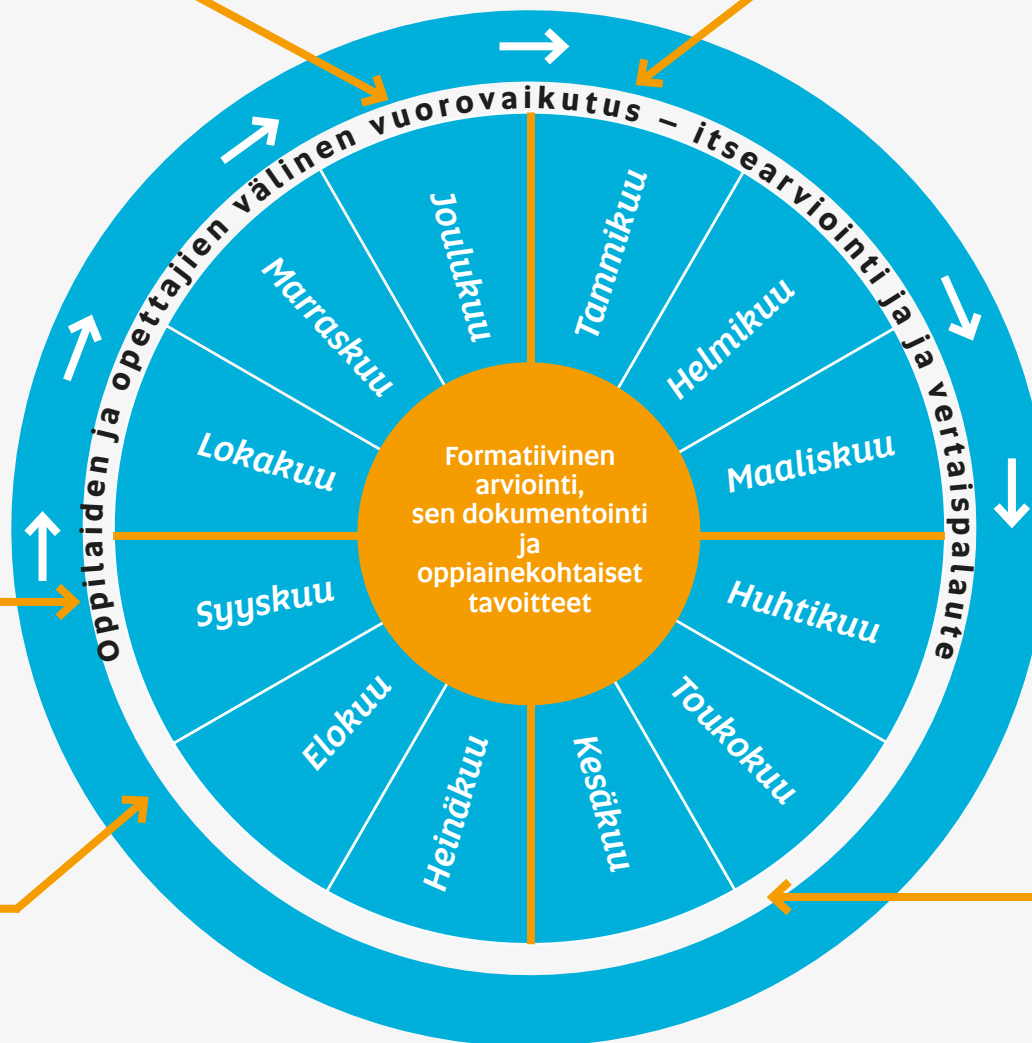 Oppilaiden ja opettajien välinen vuorovaikutus – itsearviointi ja ja vertaispalaute
Tammikuu
Helmikuu
Maaliskuu
Huhtikuu
Toukokuu
Kesäkuu
Heinäkuu
Elokuu
Syyskuu
Lokakuu
Marraskuu
Joulukuu
Formatiivinen
arviointi,
sen dokumentointi
ja
oppiainekohtaiset
tavoitteet